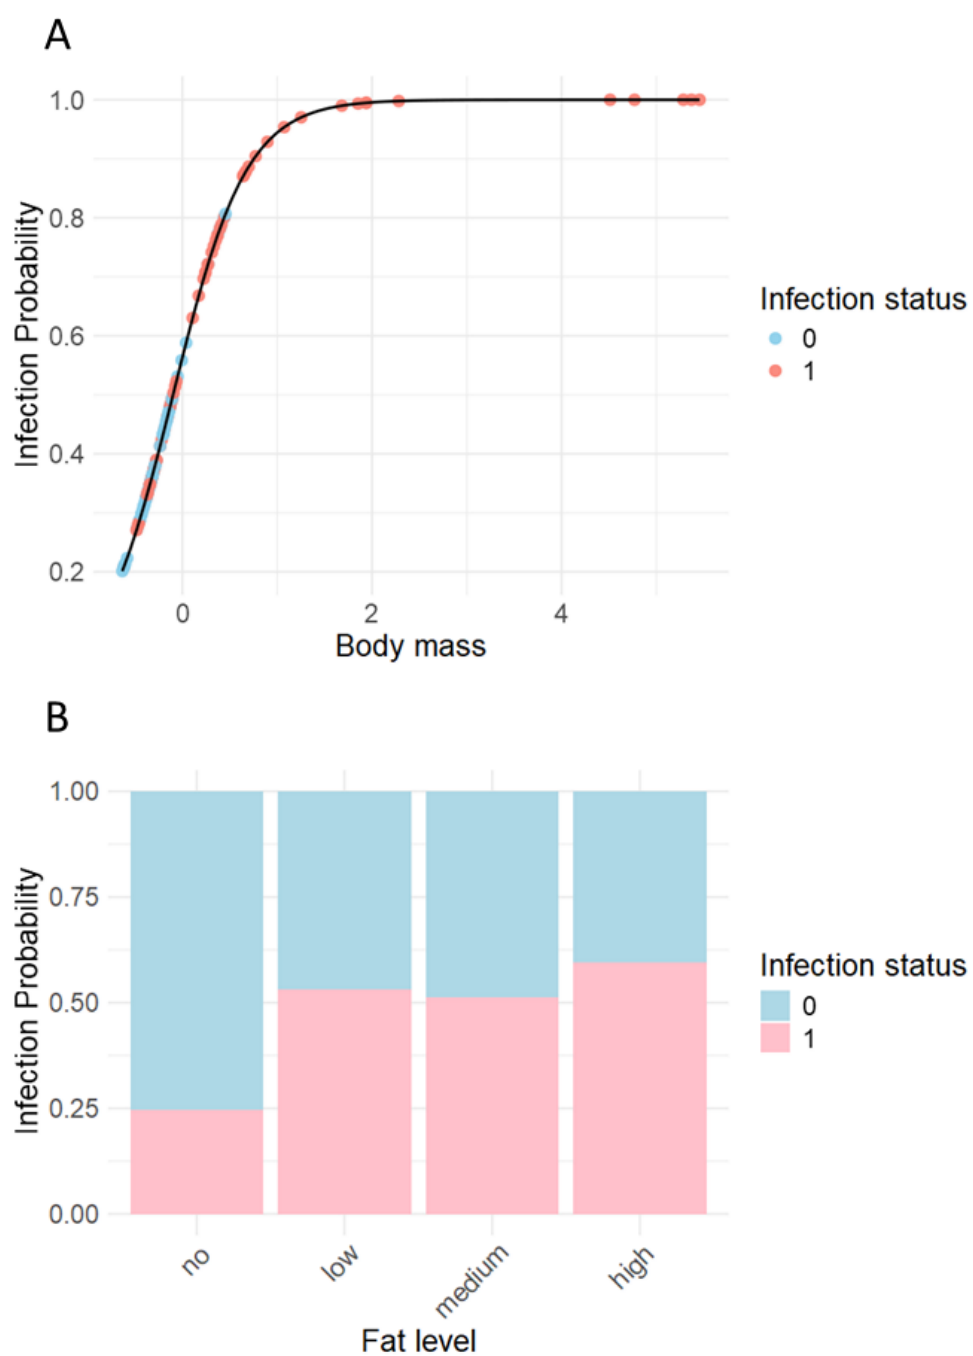 A
Infection Probability
1.0
0.8
0.6
0.4
0.2
0
2
4
Body mass
Infection status
0
1
B
Infection Probability
1.00
0.75
0.50
0.25
0.00
no
low
medium
high
Fat level
Infection status
0
1